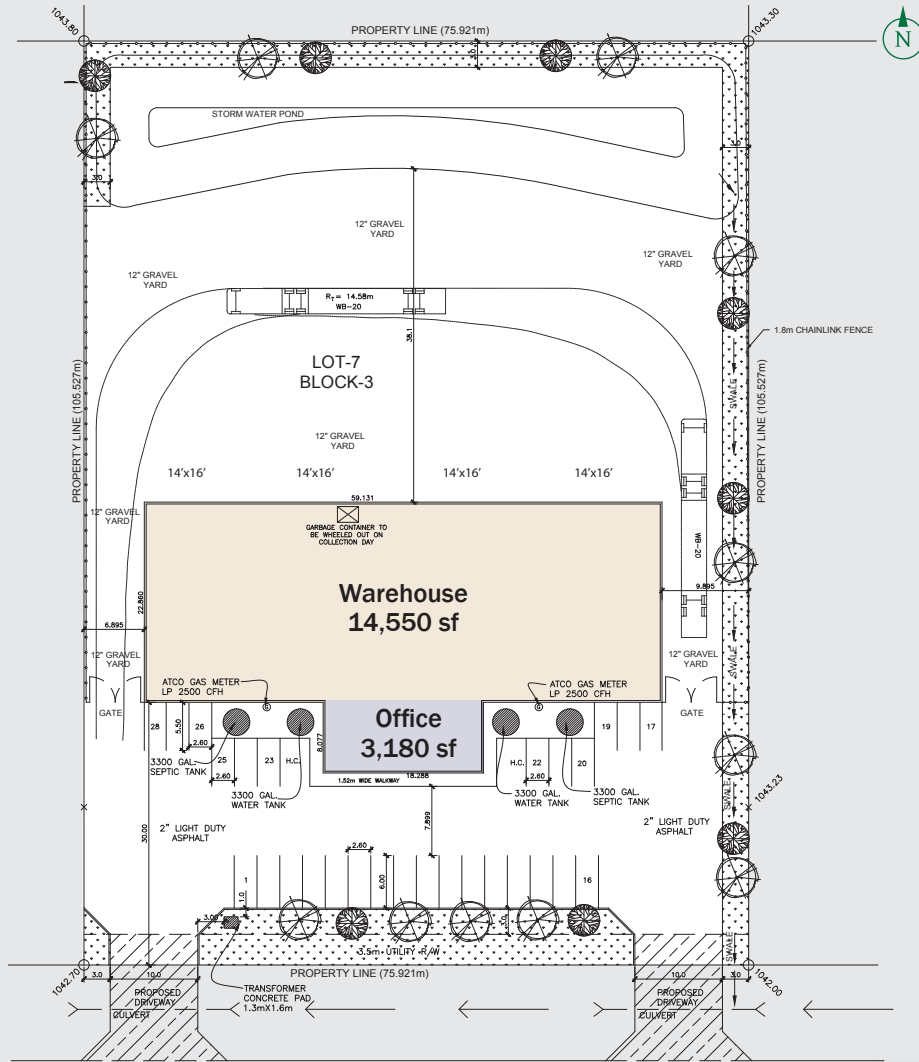 1043.80
PROPERTY LINE (75.921m)
1043.30
N
3.0
STORM WATER POND
3.0
3.0
12" GRAVEL
YARD
12" GRAVEL
YARD
12" GRAVEL
YARD
RT= 14.58m
WB-20
38.1
1.8m CHAINLINK FENCE
LOT-7
BLOCK-3
SWALE
PROPERTY LINE (105.527m)
PROPERTY LINE (105.527m)
12" GRAVEL
YARD
14'x16'
14'x16'
14'x16'
14'x16'
59.131
12" GRAVEL
YARD
GARBAGE CONTAINER TO
BE WHEELED OUT ON
COLLECTION DAY
WB-20
Warehouse
14,550 sf
22.860
9.895
6.895
12" GRAVEL
YARD
12" GRAVEL
YARD
SWALE
ATCO GAS METER
LP 2500 CFH
ATCO GAS METER
LP 2500 CFH
G
G
GATE
GATE
28
5.50
26
2.60
Office
3,180 sf
19
17
8.077
25
23
H.C.
H.C.
22
20
3300 GAL.
SEPTIC TANK
2.60
2.60
1.52m WIDE WALKWAY
18.288
3300 GAL.
WATER TANK
3300 GAL.
WATER TANK
3300 GAL.
SEPTIC TANK
SWALE
1043.23
30.00
2" LIGHT DUTY
ASPHALT
7.899
2" LIGHT DUTY
ASPHALT
2.60
1
6.00
16
1.0
3.00
3.0
3.5m UTILITY R/W
SWALE
1042.70
PROPERTY LINE (75.921m)
1042.00
3.0
10.0
10.0
3.0
PROPOSED
DRIVEWAY
CULVERT
TRANSFORMER
CONCRETE PAD
1.3mX1.6m
PROPOSED
DRIVEWAY
CULVERT